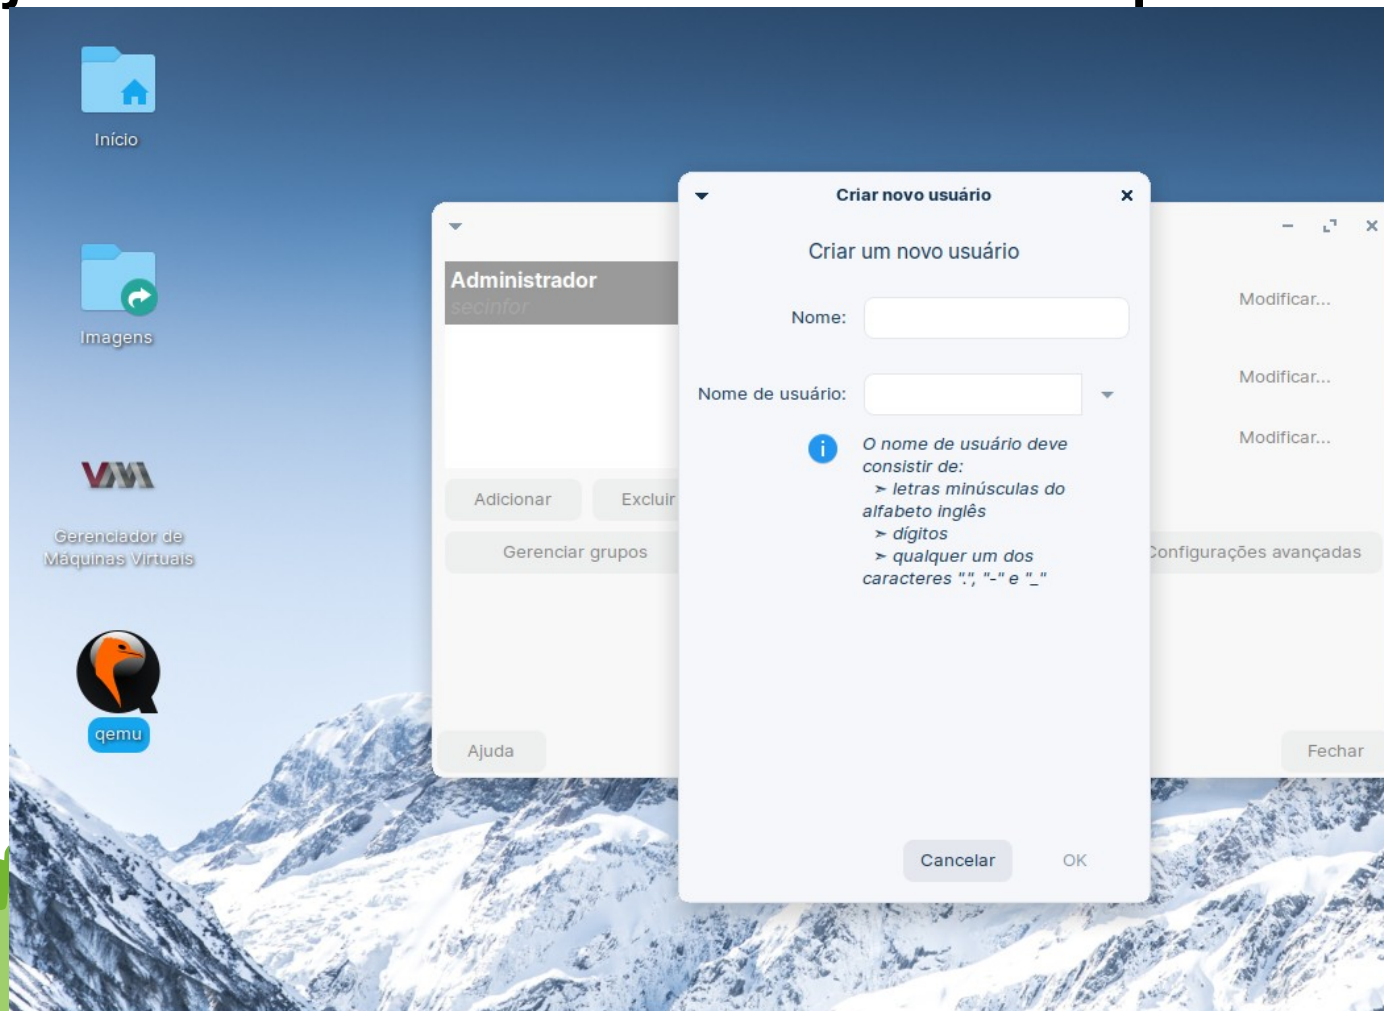 Início
Imagens
VMM
Gerenciador de
Máquinas Virtuais
qemu
Administrador
secinfor
Adicionar
Excluir
Gerenciar grupos
Ajuda
Criar novo usuário
Criar um novo usuário
Nome:
Nome de usuário:
i
O nome de usuário deve
consistir de:
➣ letras minúsculas do
alfabeto inglês
➣ dígitos
➣ qualquer um dos
caracteres ".", "-" e "_"
Cancelar
OK
Modificar...
Modificar...
Modificar...
Configurações avançadas
Fechar